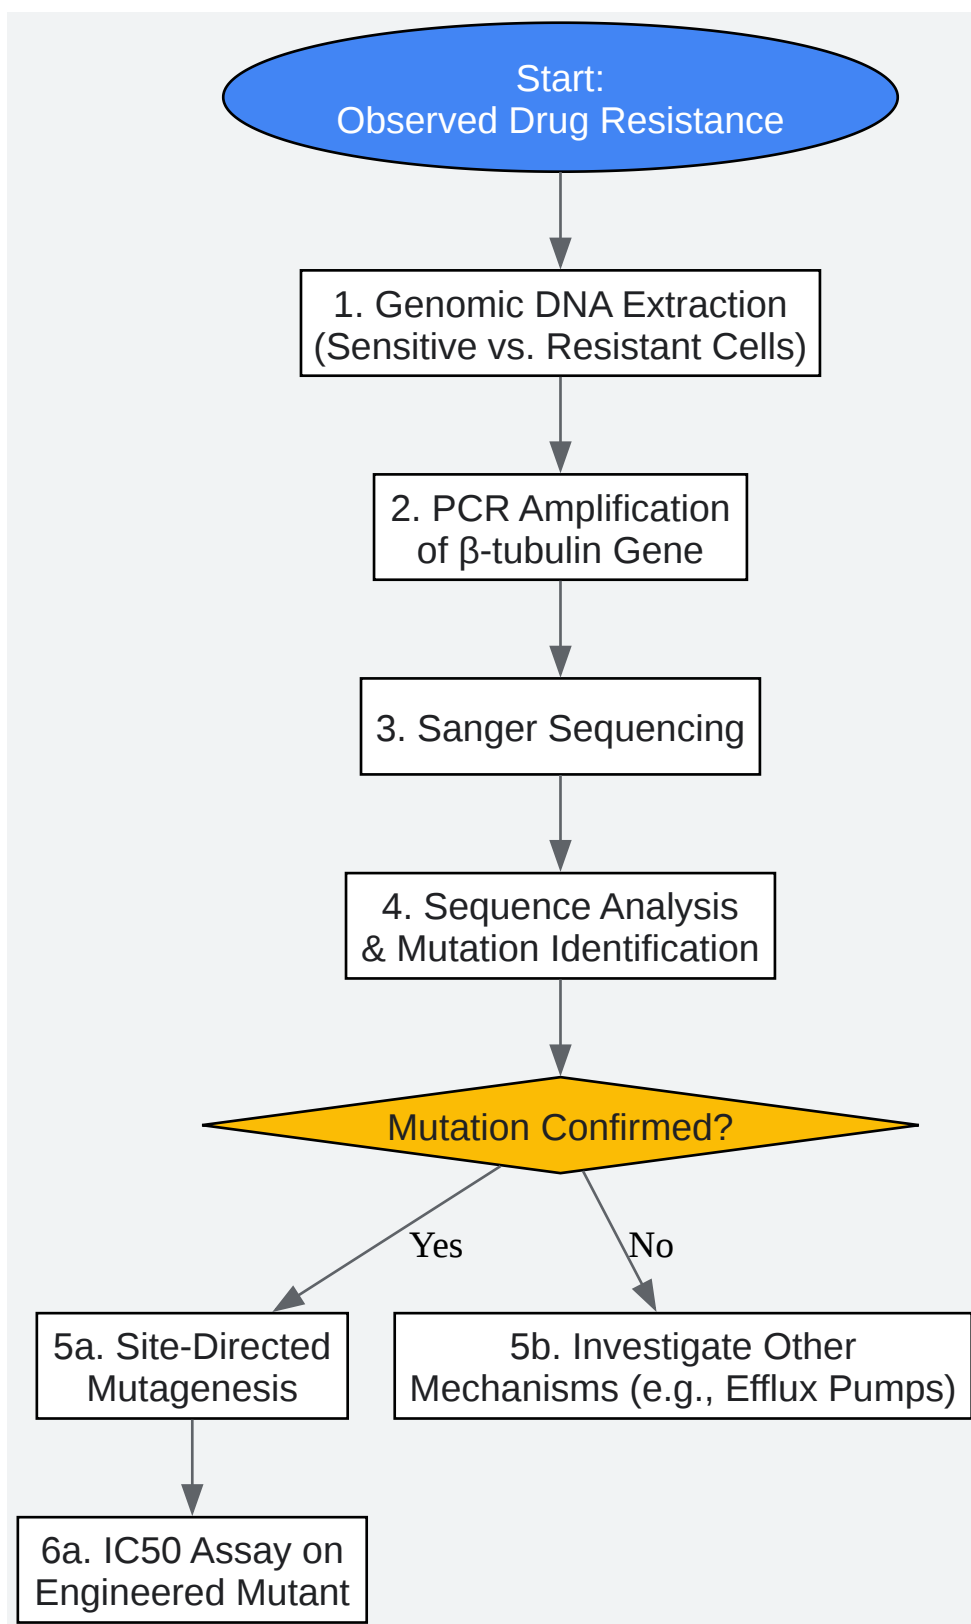 Start:
Observed Drug Resistance
1. Genomic DNA Extraction
(Sensitive vs. Resistant Cells)
2. PCR Amplification
of β-tubulin Gene
3. Sanger Sequencing
4. Sequence Analysis
& Mutation Identification
Mutation Confirmed?
Yes
No
5a. Site-Directed
Mutagenesis
5b. Investigate Other
Mechanisms (e.g., Efflux Pumps)
6a. IC50 Assay on
Engineered Mutant